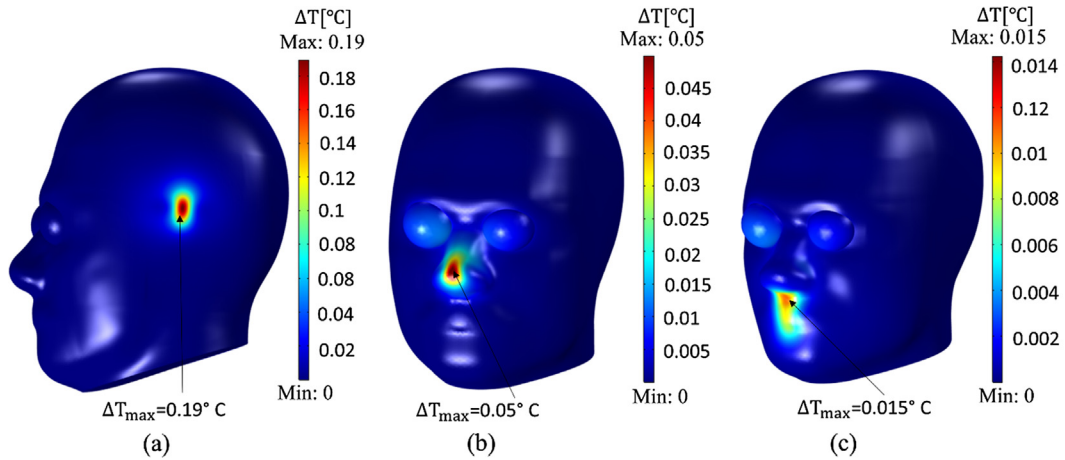 ΔT[°C]
Max: 0.19
0.18
0.16
0.14
0.12
0.10
0.08
0.06
0.04
0.02
Min: 0
ΔTmax=0.19° C
(a)
ΔT[°C]
Max: 0.05
0.045
0.04
0.035
0.03
0.025
0.02
0.015
0.01
0.005
Min: 0
ΔTmax=0.05° C
(b)
ΔT[°C]
Max: 0.015
0.014
0.12
0.01
0.008
0.006
0.004
0.002
Min: 0
ΔTmax=0.015° C
(c)